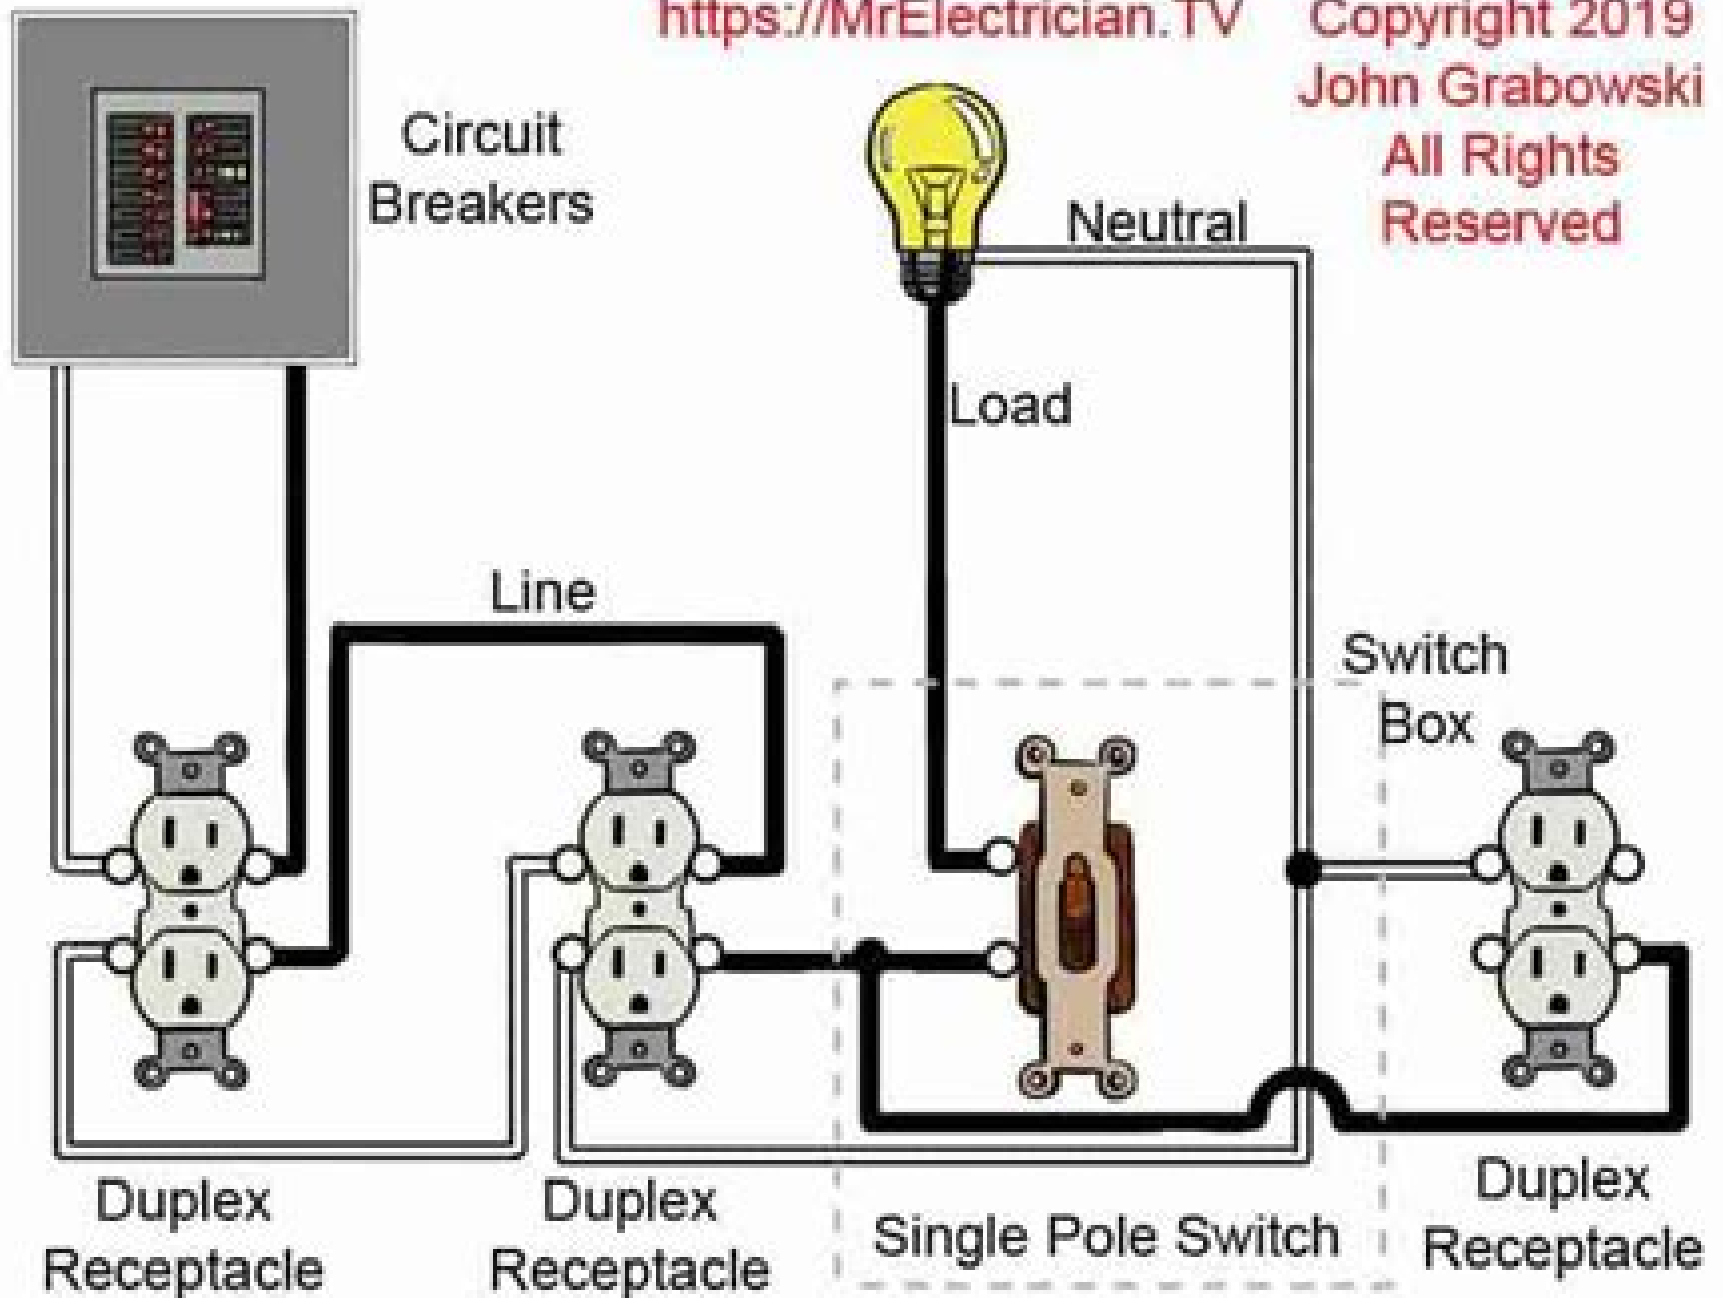 https://MrElectrician.TV
Copyright 2019
John Grabowski
All Rights
Reserved
Circuit
Breakers
Neutral
Load
Line
Switch
Box
Duplex
Receptacle
Duplex
Receptacle
Single Pole Switch
Duplex
Receptacle